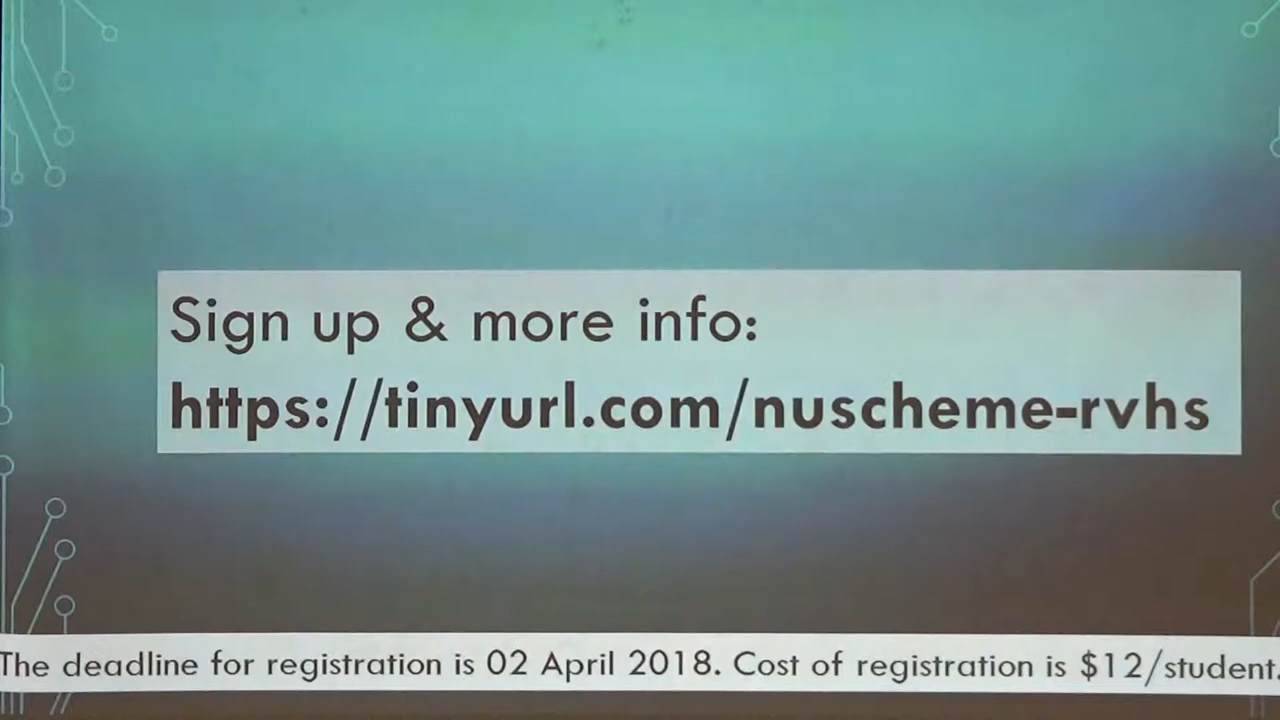 Sign up & more info:
https://tinyurl.com/nuscheme-rvhs
The deadline for registration is 02 April 2018. Cost of registration is $12/student.